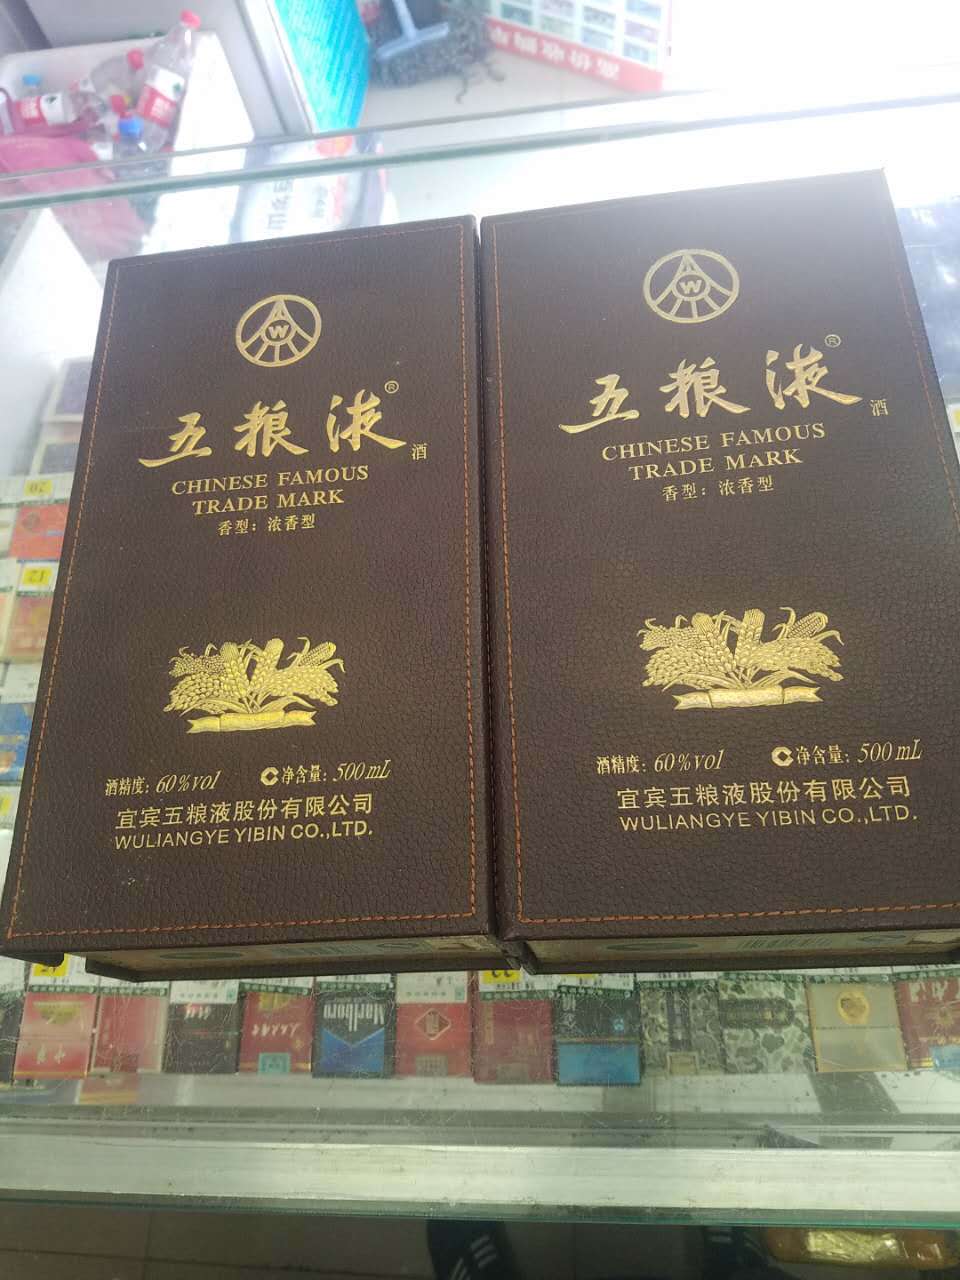 W
五粮液®
酒
CHINESE FAMOUS
TRADE MARK
香型：浓香型
酒精度：60%vol 净含量：500mL
宜宾五粮液股份有限公司
WULIANGYE YIBIN CO.,LTD.
W
五粮液®
酒
CHINESE FAMOUS
TRADE MARK
香型：浓香型
酒精度：60%vol 净含量：500mL
宜宾五粮液股份有限公司
WULIANGYE YIBIN CO.,LTD.
20
12
Marlboro